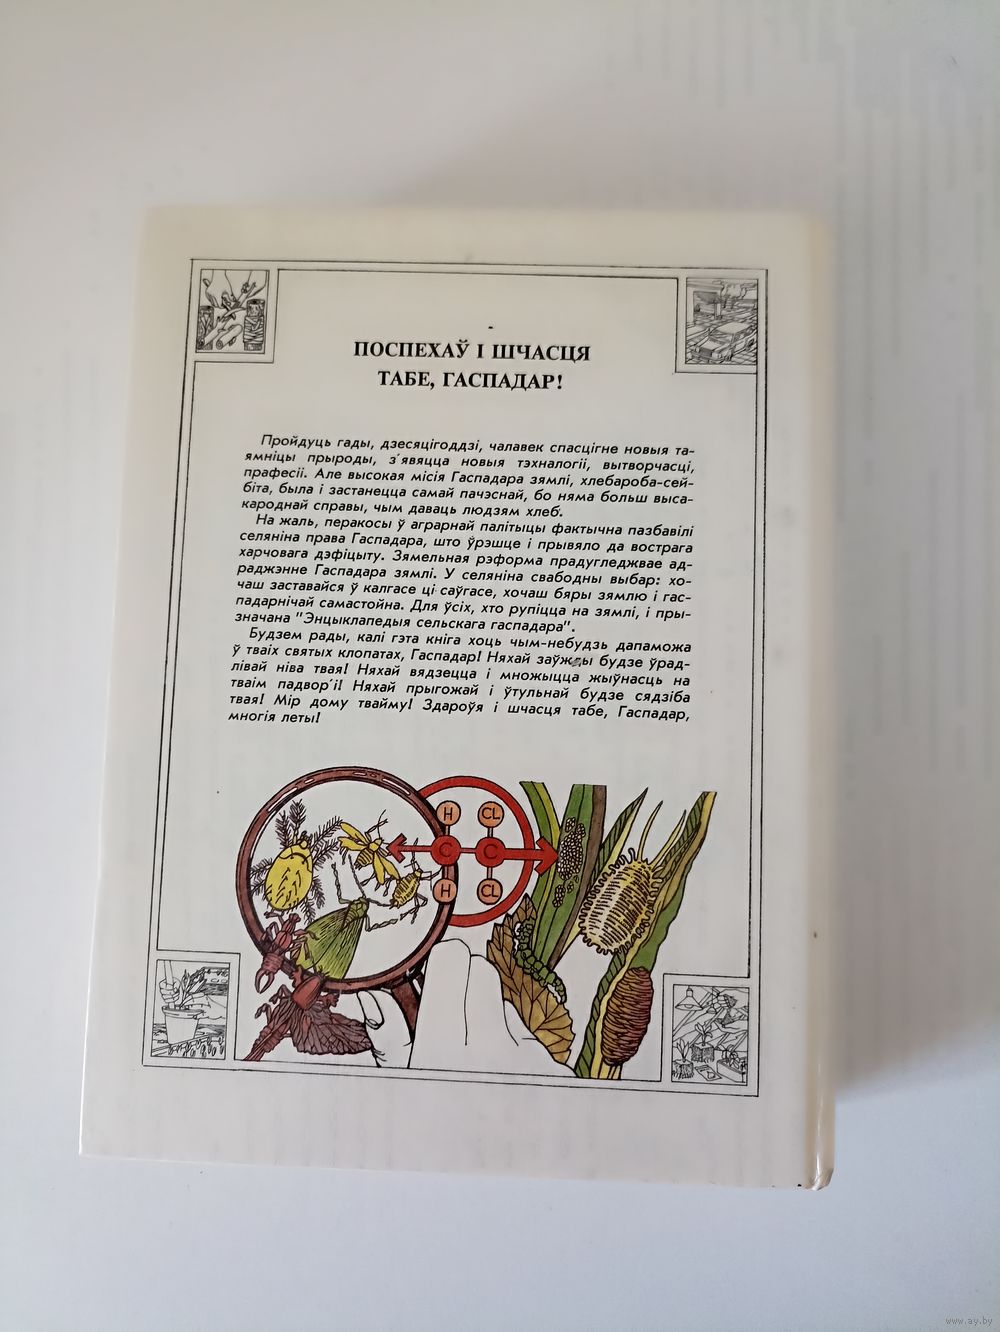 ПОСПЕХАЎ І ШЧАСЦЯ
ТАБЕ, ГАСПАДАР!
Пройдуць гады, дзесяцігоддзі, чалавек спасцігне новыя та-
ямніцы прыроды, з'явяцца новыя тэхналогіі, вытворчасці,
прафесіі. Але высокая місія Гаспадара зямлі, хлебароба-сей-
біта, была і застанецца самай пачэснай, бо няма больш выса-
кароднай справы, чым даваць людзям хлеб.
На жаль, перакосы ў аграрнай палітыцы фактычна пазбавілі
селяніна права Гаспадара, што ўрэшце і прывяло да вострага
харчовага дэфіцыту. Зямельная рэформа прадугледжвае ад-
раджэнне Гаспадара зямлі. У селяніна свабодны выбар: хо-
чаш заставайся ў калгасе ці саўгасе, хочаш бяры зямлю і гас-
падарнічай самастойна. Для ўсіх, хто рупіцца на зямлі, і пры-
значана "Энцыклапедыя сельскага гаспадара".
Будзем рады, калі гэта кніга хоць чым-небудзь дапаможа
ў тваіх святых клопатах, Гаспадар! Няхай заўжды будзе ўрад-
лівай ніва твая! Няхай вядзецца і множыцца жыўнасць на
тваім падвор'і! Няхай прыгожай і ўтульнай будзе сядзіба
твая! Мір дому твайму! Здароўя і шчасця табе, Гаспадар,
многія леты!
H CL
C C
H CL
www.ay.by